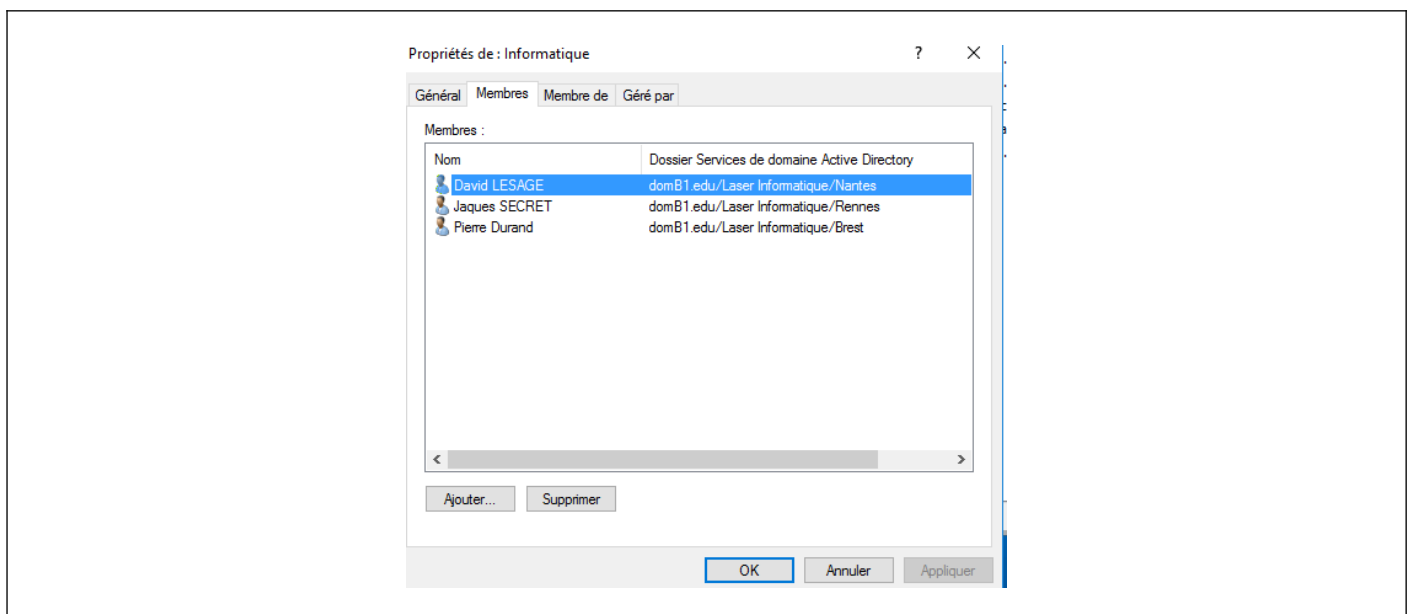 Propriétés de : Informatique ? ×
Général Membres Membre de Géré par
Membres :
Nom Dossier Services de domaine Active Directory
David LESAGE domB1.edu/Laser Informatique/Nantes
Jaques SECRET domB1.edu/Laser Informatique/Rennes
Pierre Durand domB1.edu/Laser Informatique/Brest
Ajouter... Supprimer
OK Annuler Appliquer